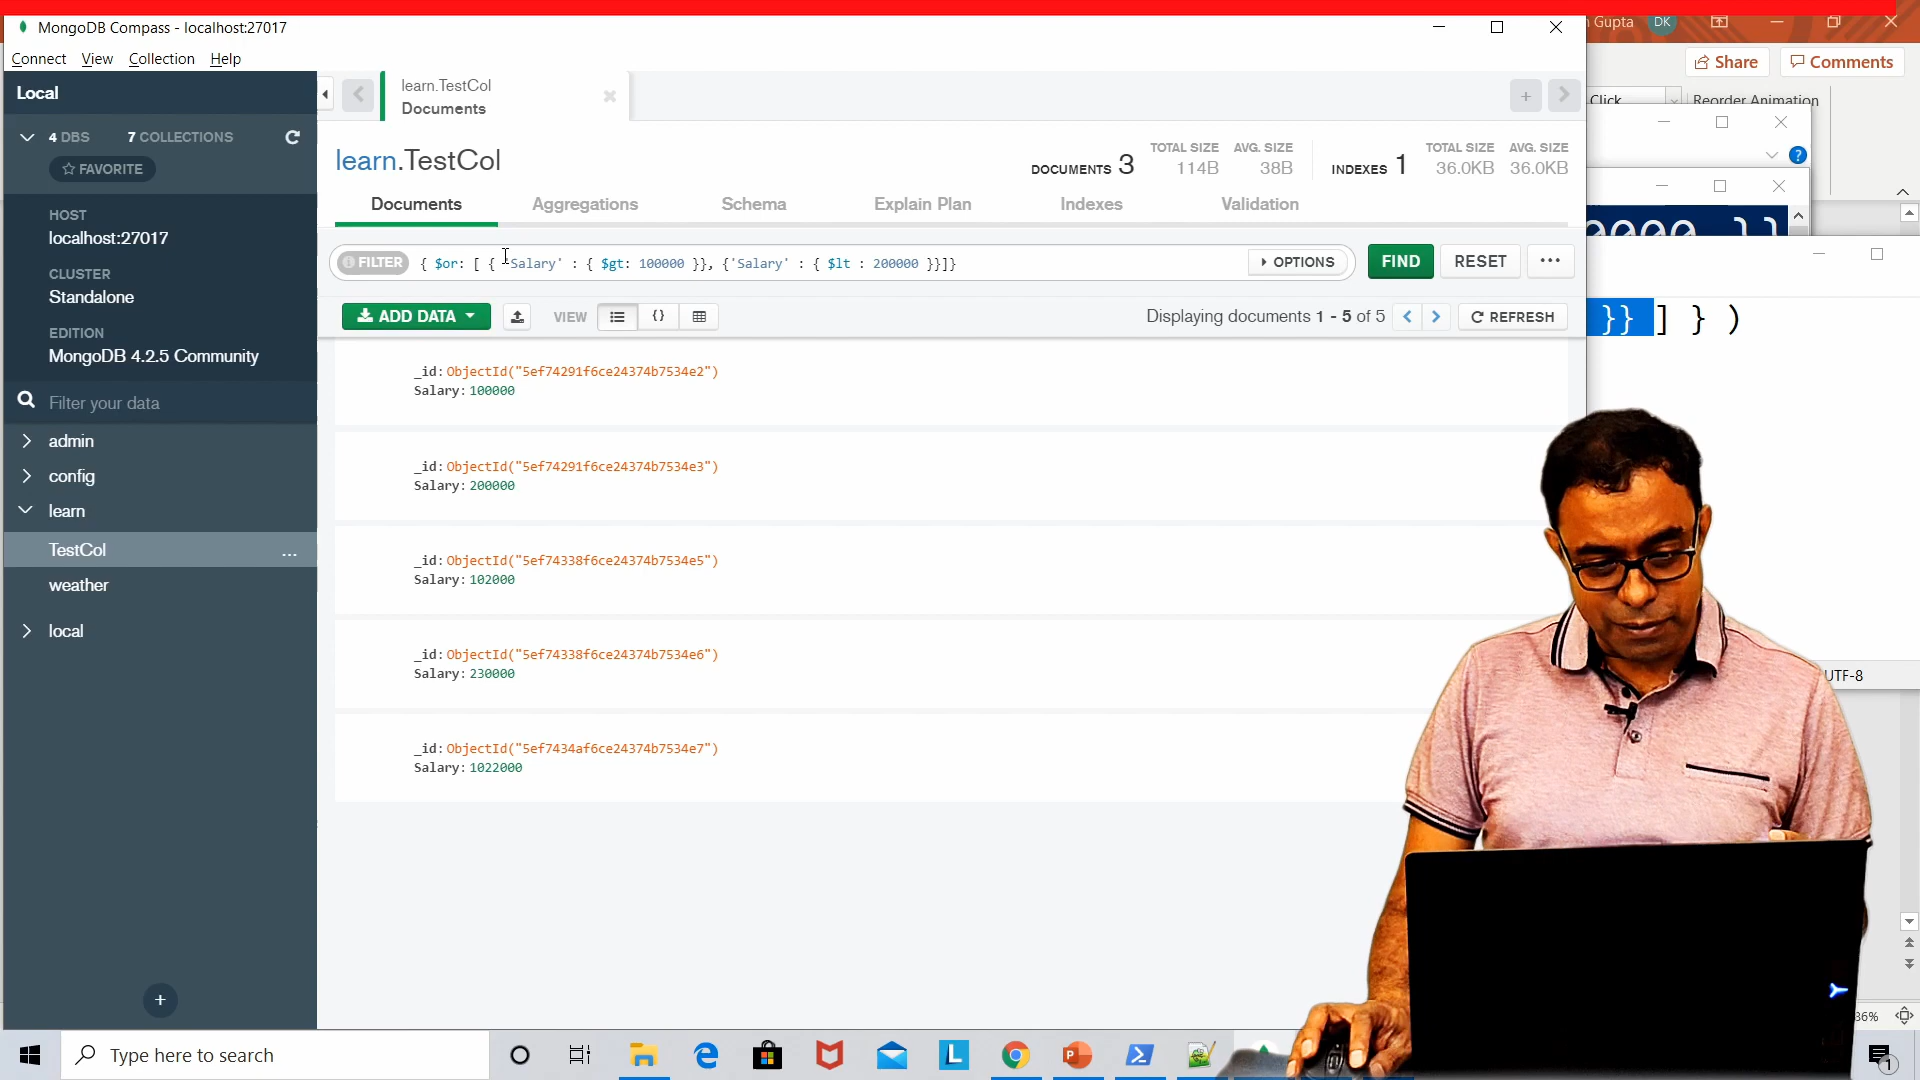 MongoDB Compass - localhost:27017
Gupta
DK
Connect View Collection Help
Share
Comments
Local
learn.TestCol
Documents
Click
Reorder Animation
4 DBS
7 COLLECTIONS
FAVORITE
learn.TestCol
DOCUMENTS 3
TOTAL SIZE
114B
AVG. SIZE
38B
INDEXES 1
TOTAL SIZE
36.0KB
AVG. SIZE
36.0KB
Documents
Aggregations
Schema
Explain Plan
Indexes
Validation
HOST
localhost:27017
CLUSTER
Standalone
EDITION
MongoDB 4.2.5 Community
FILTER
{ $or: [ { 'Salary' : { $gt: 100000 }}, {'Salary' : { $lt : 200000 }}]}
OPTIONS
FIND
RESET
ADD DATA
VIEW
Displaying documents 1 - 5 of 5
REFRESH
}} ] } )
Filter your data
admin
config
learn
TestCol
weather
local
_id: ObjectId("5ef74291f6ce24374b7534e2")
Salary: 100000
_id: ObjectId("5ef74291f6ce24374b7534e3")
Salary: 200000
_id: ObjectId("5ef74338f6ce24374b7534e5")
Salary: 102000
_id: ObjectId("5ef74338f6ce24374b7534e6")
Salary: 230000
_id: ObjectId("5ef7434af6ce24374b7534e7")
Salary: 1022000
UTF-8
36%
Type here to search
1